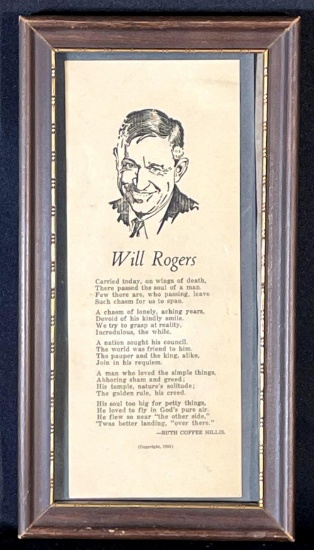 Will Rogers
Carried today, on wings of death,
There passed the soul of a man.
Few there are, who passing, leave
Such chasm for us to span.
A chasm of lonely, aching years,
Devoid of his kindly smile.
We try to grasp at reality,
Incredulous, the while.
A nation sought his council.
The world was friend to him.
The pauper and the king, alike,
Join in his requiem.
A man who loved the simple things,
Abhoring sham and greed;
His temple, nature's solitude;
The golden rule, his creed.
His soul too big for petty things,
He loved to fly in God's pure air.
He flew so near "the other side,"
'Twas better landing, "over there."
—RUTH COFFEE HILLIS.
(Copyright,